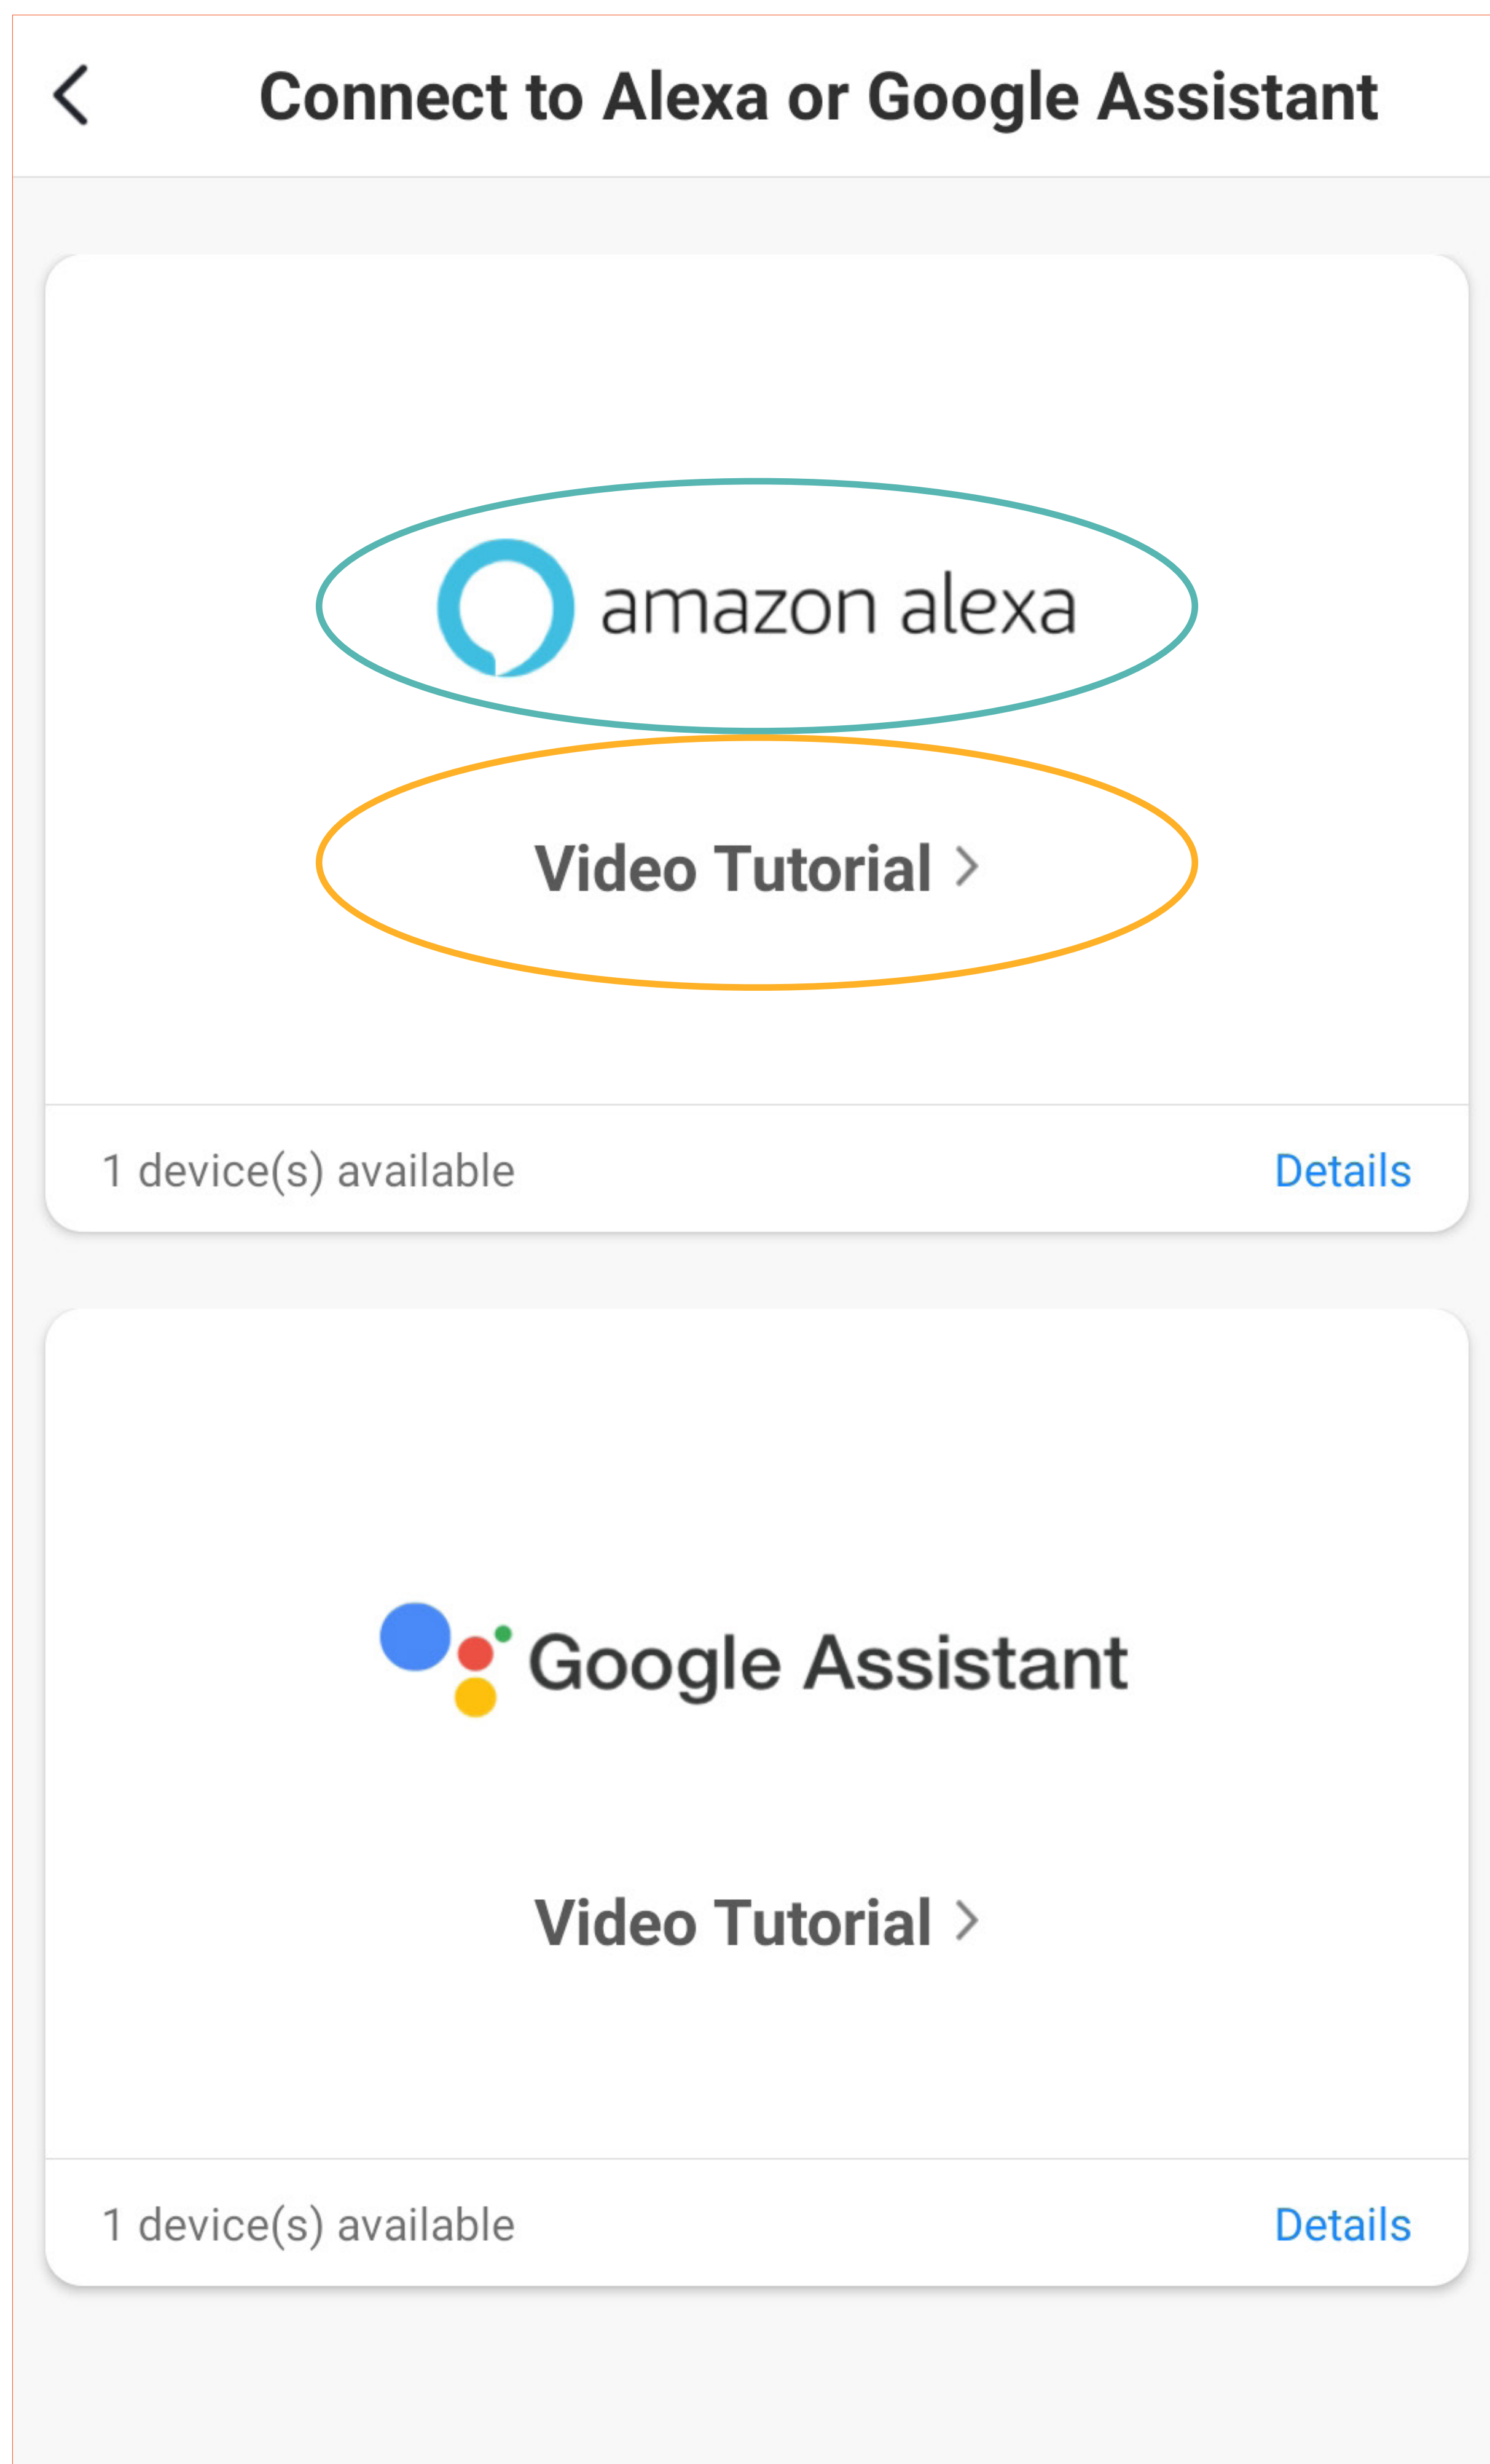 Connect to Alexa or Google Assistant
amazon alexa
Video Tutorial
1 device(s) available Details
Google Assistant
Video Tutorial
1 device(s) available Details